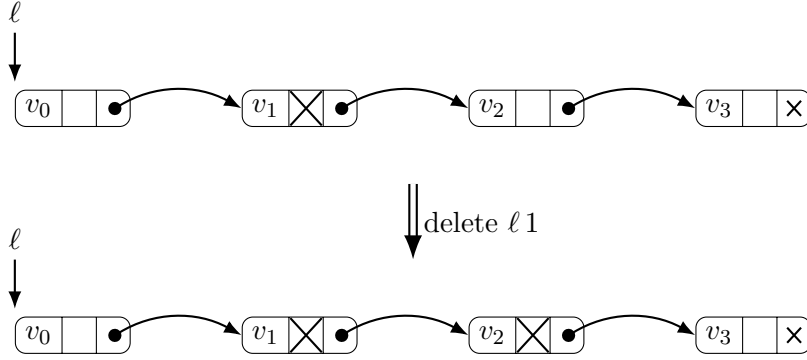 ℓ
v₀ v₁ v₂ v₃
delete ℓ 1
ℓ
v₀ v₁ v₂ v₃